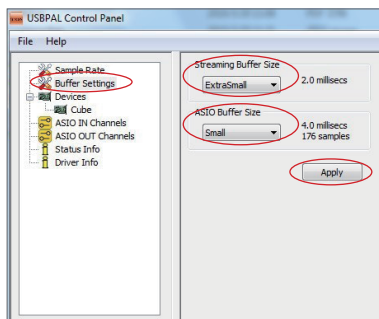 USBPAL Control Panel
File Help
Sample Rate
Buffer Settings
Devices
Cube
ASIO IN Channels
ASIO OUT Channels
Status Info
Driver Info
Streaming Buffer Size
ExtraSmall
2.0 millisecs
ASIO Buffer Size
Small
4.0 millisecs
176 samples
Apply